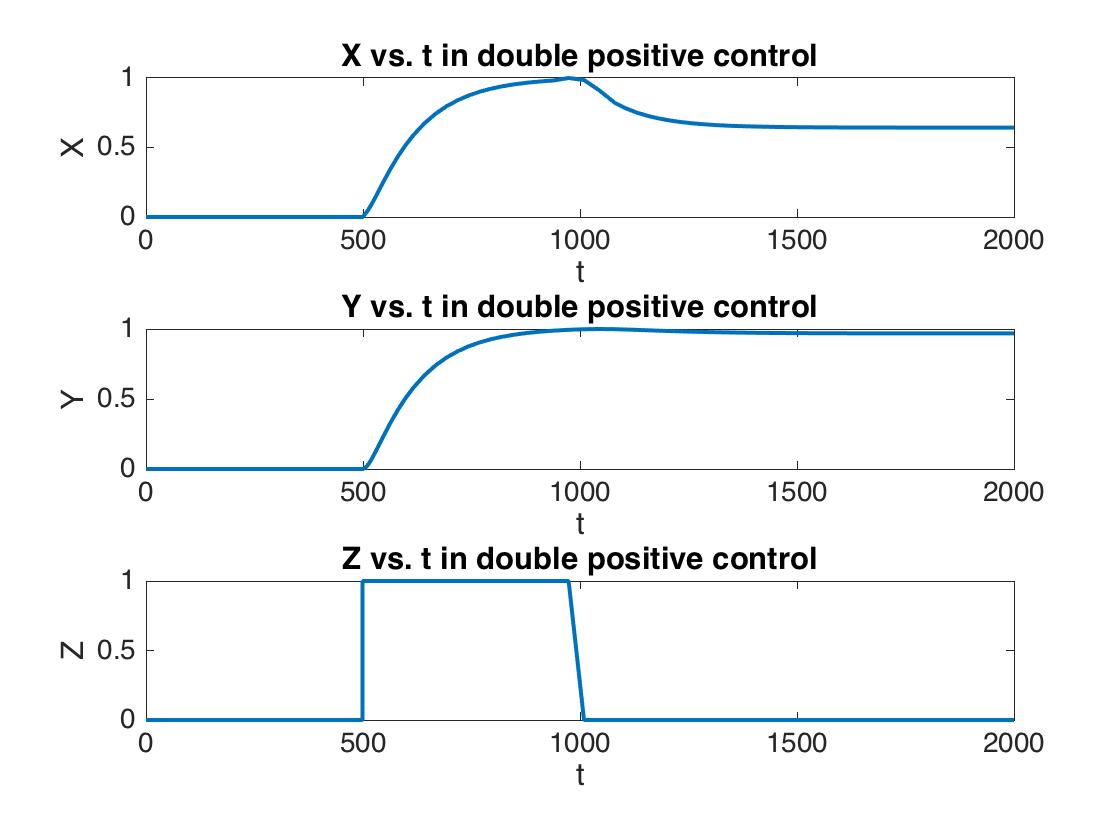 X vs. t in double positive control
1
0.5
0
X
0 500 1000 1500 2000
t
Y vs. t in double positive control
1
0.5
0
Y
0 500 1000 1500 2000
t
Z vs. t in double positive control
1
0.5
0
Z
0 500 1000 1500 2000
t